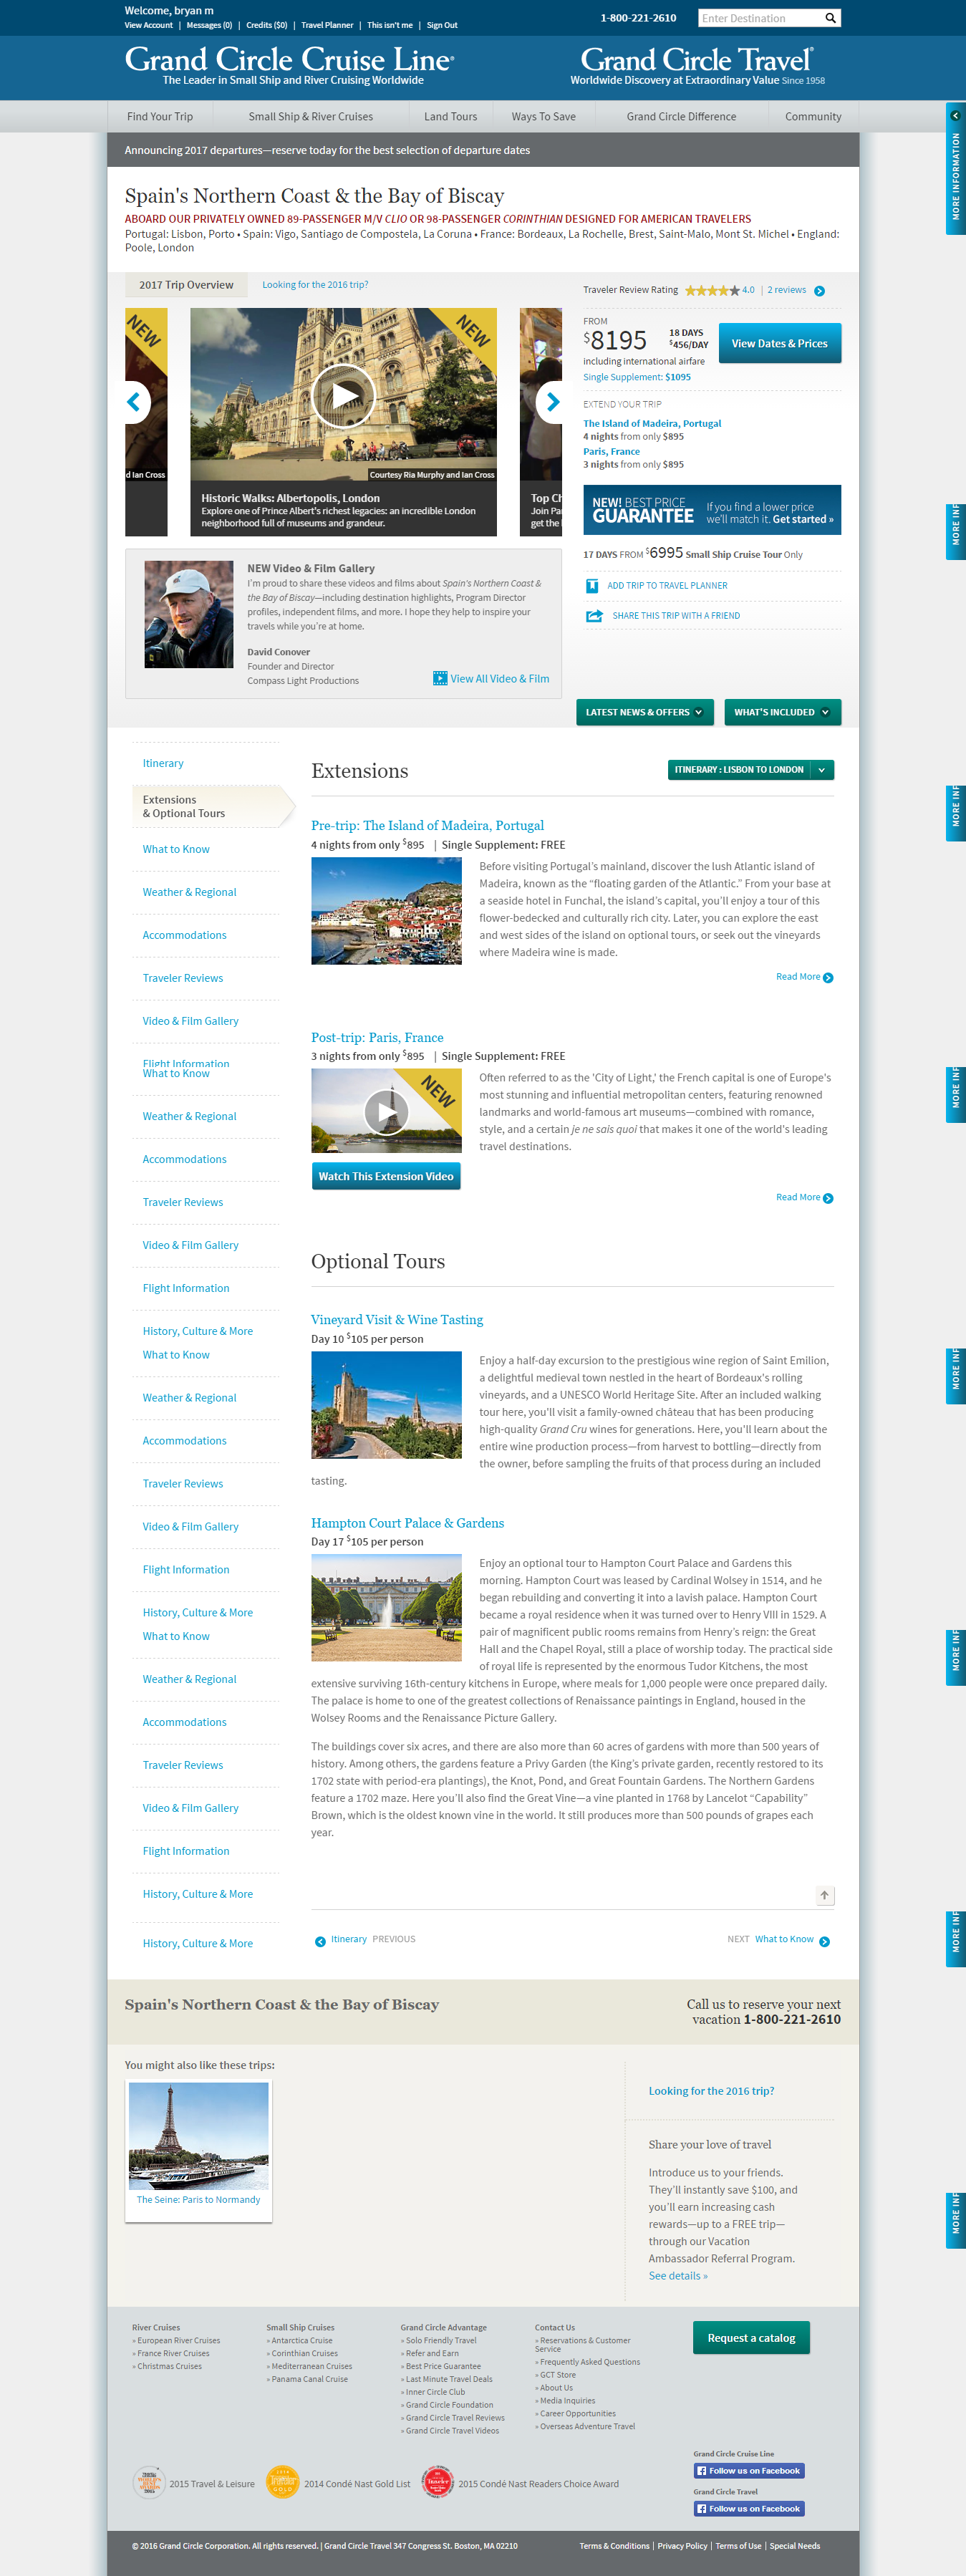 Welcome, bryan m
View Account | Messages (0) | Credits ($0) | Travel Planner | This isn't me | Sign Out
1-800-221-2610
Enter Destination
Grand Circle Cruise Line®
The Leader in Small Ship and River Cruising Worldwide
Grand Circle Travel®
Worldwide Discovery at Extraordinary Value Since 1958
Find Your Trip
Small Ship & River Cruises
Land Tours
Ways To Save
Grand Circle Difference
Community
MORE INFORMATION
Announcing 2017 departures—reserve today for the best selection of departure dates
Spain's Northern Coast & the Bay of Biscay
ABOARD OUR PRIVATELY OWNED 89-PASSENGER M/V CLIO OR 98-PASSENGER CORINTHIAN DESIGNED FOR AMERICAN TRAVELERS
Portugal: Lisbon, Porto • Spain: Vigo, Santiago de Compostela, La Coruna • France: Bordeaux, La Rochelle, Brest, Saint-Malo, Mont St. Michel • England:
Poole, London
2017 Trip Overview
Looking for the 2016 trip?
NEW
NEW
d Ian Cross
Courtesy Ria Murphy and Ian Cross
Historic Walks: Albertopolis, London
Explore one of Prince Albert's richest legacies: an incredible London
neighborhood full of museums and grandeur.
Top Ch
Join Pa
get the
Traveler Review Rating 4.0 | 2 reviews
FROM
$8195
18 DAYS
$456/DAY
View Dates & Prices
including international airfare
Single Supplement: $1095
EXTEND YOUR TRIP
The Island of Madeira, Portugal
4 nights from only $895
Paris, France
3 nights from only $895
NEW! BEST PRICE
GUARANTEE
If you find a lower price
we'll match it. Get started »
17 DAYS FROM $6995 Small Ship Cruise Tour Only
ADD TRIP TO TRAVEL PLANNER
SHARE THIS TRIP WITH A FRIEND
NEW Video & Film Gallery
I'm proud to share these videos and films about Spain's Northern Coast &
the Bay of Biscay—including destination highlights, Program Director
profiles, independent films, and more. I hope they help to inspire your
travels while you're at home.
David Conover
Founder and Director
Compass Light Productions
View All Video & Film
LATEST NEWS & OFFERS
WHAT'S INCLUDED
Itinerary
Extensions
& Optional Tours
What to Know
Weather & Regional
Accommodations
Traveler Reviews
Video & Film Gallery
Flight Information
What to Know
Weather & Regional
Accommodations
Traveler Reviews
Video & Film Gallery
Flight Information
History, Culture & More
What to Know
Weather & Regional
Accommodations
Traveler Reviews
Video & Film Gallery
Flight Information
History, Culture & More
What to Know
Weather & Regional
Accommodations
Traveler Reviews
Video & Film Gallery
Flight Information
History, Culture & More
History, Culture & More
Extensions
ITINERARY : LISBON TO LONDON
Pre-trip: The Island of Madeira, Portugal
4 nights from only $895 | Single Supplement: FREE
Before visiting Portugal's mainland, discover the lush Atlantic island of
Madeira, known as the “floating garden of the Atlantic.” From your base at
a seaside hotel in Funchal, the island's capital, you'll enjoy a tour of this
flower-bedecked and culturally rich city. Later, you can explore the east
and west sides of the island on optional tours, or seek out the vineyards
where Madeira wine is made.
Read More
Post-trip: Paris, France
3 nights from only $895 | Single Supplement: FREE
NEW
Watch This Extension Video
Often referred to as the 'City of Light,' the French capital is one of Europe's
most stunning and influential metropolitan centers, featuring renowned
landmarks and world-famous art museums—combined with romance,
style, and a certain je ne sais quoi that makes it one of the world's leading
travel destinations.
Read More
Optional Tours
Vineyard Visit & Wine Tasting
Day 10 $105 per person
Enjoy a half-day excursion to the prestigious wine region of Saint Emilion,
a delightful medieval town nestled in the heart of Bordeaux's rolling
vineyards, and a UNESCO World Heritage Site. After an included walking
tour here, you'll visit a family-owned château that has been producing
high-quality Grand Cru wines for generations. Here, you'll learn about the
entire wine production process—from harvest to bottling—directly from
the owner, before sampling the fruits of that process during an included
tasting.
Hampton Court Palace & Gardens
Day 17 $105 per person
Enjoy an optional tour to Hampton Court Palace and Gardens this
morning. Hampton Court was leased by Cardinal Wolsey in 1514, and he
began rebuilding and converting it into a lavish palace. Hampton Court
became a royal residence when it was turned over to Henry VIII in 1529. A
pair of magnificent public rooms remains from Henry's reign: the Great
Hall and the Chapel Royal, still a place of worship today. The practical side
of royal life is represented by the enormous Tudor Kitchens, the most
extensive surviving 16th-century kitchens in Europe, where meals for 1,000 people were once prepared daily.
The palace is home to one of the greatest collections of Renaissance paintings in England, housed in the
Wolsey Rooms and the Renaissance Picture Gallery.
The buildings cover six acres, and there are also more than 60 acres of gardens with more than 500 years of
history. Among others, the gardens feature a Privy Garden (the King's private garden, recently restored to its
1702 state with period-era plantings), the Knot, Pond, and Great Fountain Gardens. The Northern Gardens
feature a 1702 maze. Here you'll also find the Great Vine—a vine planted in 1768 by Lancelot “Capability”
Brown, which is the oldest known vine in the world. It still produces more than 500 pounds of grapes each
year.
Itinerary PREVIOUS
NEXT What to Know
MORE INF
MORE INF
MORE INF
MORE INF
MORE INF
MORE INF
MORE INF
Spain's Northern Coast & the Bay of Biscay
Call us to reserve your next
vacation 1-800-221-2610
You might also like these trips:
The Seine: Paris to Normandy
Looking for the 2016 trip?
Share your love of travel
Introduce us to your friends.
They'll instantly save $100, and
you'll earn increasing cash
rewards—up to a FREE trip—
through our Vacation
Ambassador Referral Program.
See details »
River Cruises
» European River Cruises
» France River Cruises
» Christmas Cruises
Small Ship Cruises
» Antarctica Cruise
» Corinthian Cruises
» Mediterranean Cruises
» Panama Canal Cruise
Grand Circle Advantage
» Solo Friendly Travel
» Refer and Earn
» Best Price Guarantee
» Last Minute Travel Deals
» Inner Circle Club
» Grand Circle Foundation
» Grand Circle Travel Reviews
» Grand Circle Travel Videos
Contact Us
» Reservations & Customer
Service
» Frequently Asked Questions
» GCT Store
» About Us
» Media Inquiries
» Career Opportunities
» Overseas Adventure Travel
Request a catalog
2015 Travel & Leisure
2014 Condé Nast Gold List
2015 Condé Nast Readers Choice Award
Grand Circle Cruise Line
Follow us on Facebook
Grand Circle Travel
Follow us on Facebook
© 2016 Grand Circle Corporation. All rights reserved. | Grand Circle Travel 347 Congress St. Boston, MA 02210
Terms & Conditions | Privacy Policy | Terms of Use | Special Needs